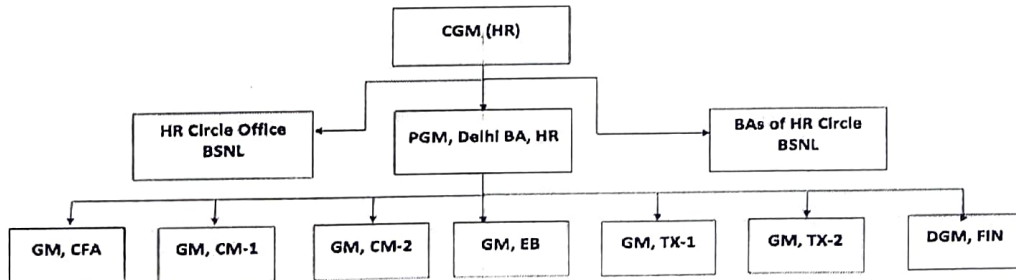 CGM (HR)
HR Circle Office
BSNL
PGM, Delhi BA, HR
BAs of HR Circle
BSNL
GM, CFA
GM, CM-1
GM, CM-2
GM, EB
GM, TX-1
GM, TX-2
DGM, FIN